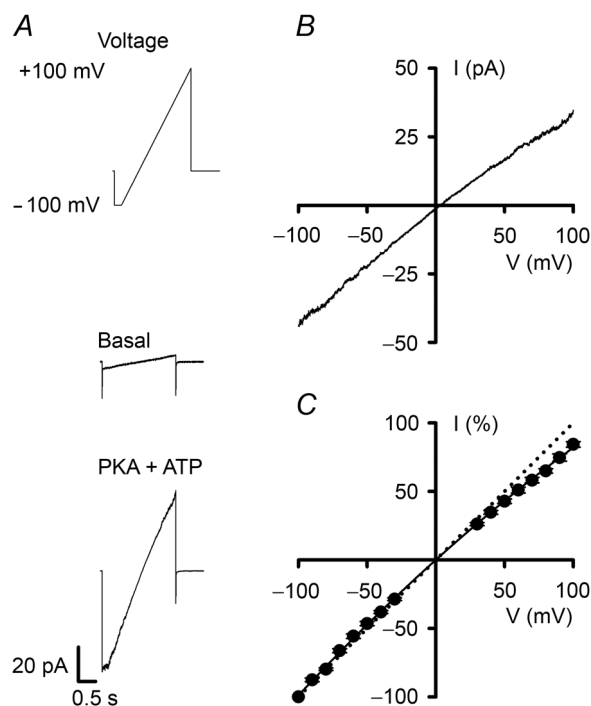 A
Voltage
+100 mV
−100 mV
Basal
PKA + ATP
20 pA
0.5 s
B
I (pA)
50
25
−100 −50 50 100
V (mV)
−25
−50
C
I (%)
100
50
−100 −50 50 100
V (mV)
−50
−100